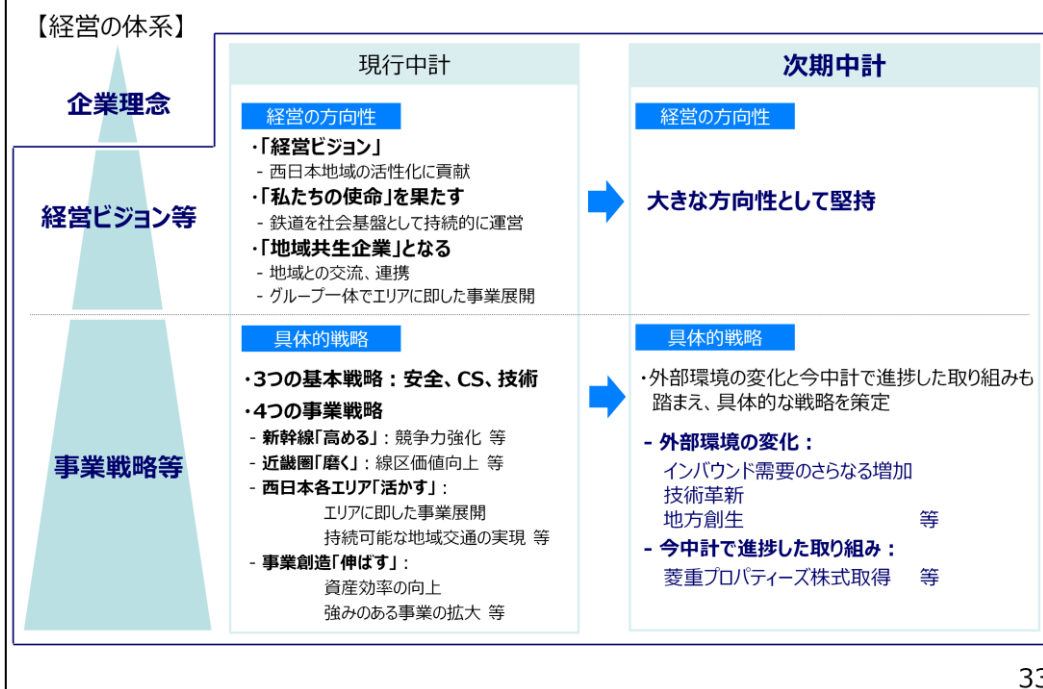 【経営の体系】
企業理念
経営ビジョン等
事業戦略等
現行中計
経営の方向性
・「経営ビジョン」
- 西日本地域の活性化に貢献
・「私たちの使命」を果たす
- 鉄道を社会基盤として持続的に運営
・「地域共生企業」となる
- 地域との交流、連携
- グループ一体でエリアに即した事業展開
具体的戦略
・3つの基本戦略：安全、CS、技術
・4つの事業戦略
- 新幹線「高める」：競争力強化 等
- 近畿圏「磨く」：線区価値向上 等
- 西日本各エリア「活かす」：
エリアに即した事業展開
持続可能な地域交通の実現 等
- 事業創造「伸ばす」：
資産効率の向上
強みのある事業の拡大 等
次期中計
経営の方向性
大きな方向性として堅持
具体的戦略
・外部環境の変化と今中計で進捗した取り組みも
踏まえ、具体的な戦略を策定
- 外部環境の変化：
インバウンド需要のさらなる増加
技術革新
地方創生 等
- 今中計で進捗した取り組み：
菱重プロパティーズ株式取得 等
33